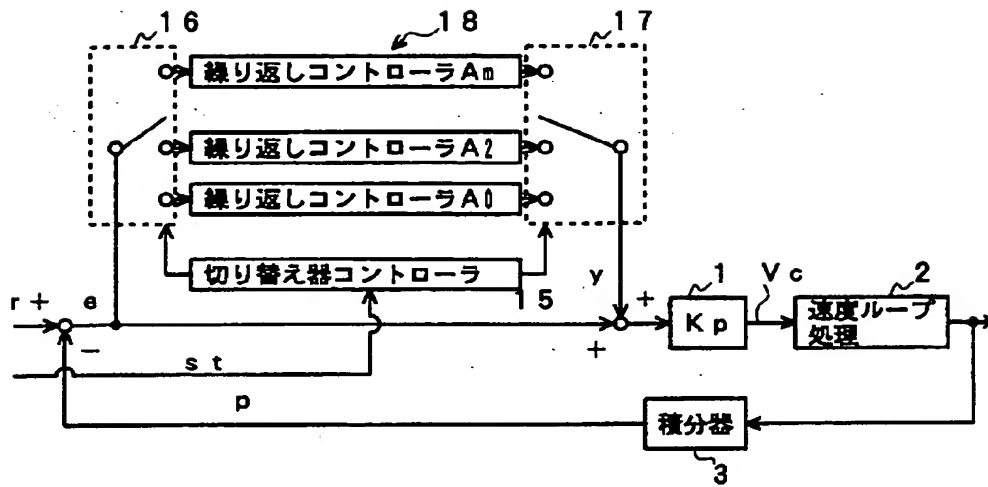 16
18
17
繰り返しコントローラAm
繰り返しコントローラA2
繰り返しコントローラA0
切り替え器コントローラ
15
y
r+
e
+
1
Kp
Vc
2
速度ループ
処理
−
+
st
p
積分器
3